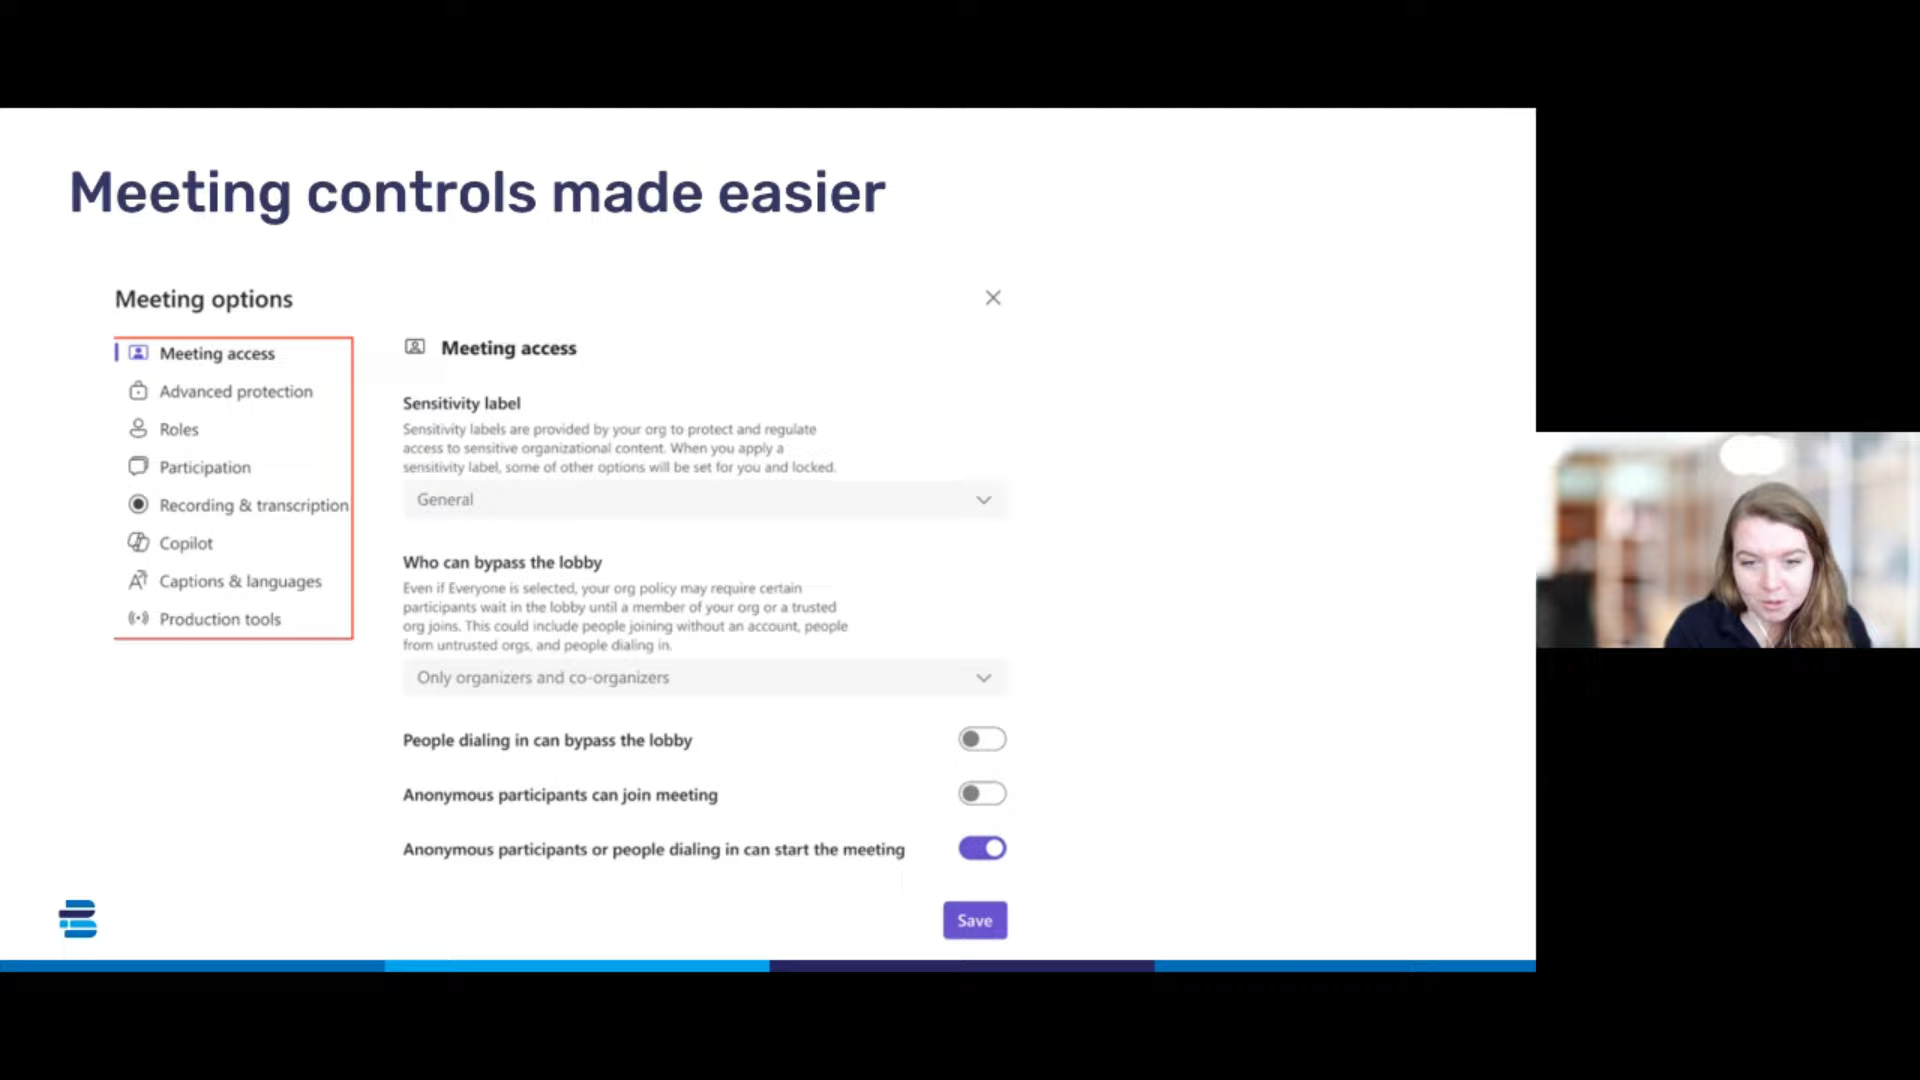 Meeting controls made easier
Meeting options
Meeting access
Advanced protection
Roles
Participation
Recording & transcription
Copilot
Captions & languages
Production tools
Meeting access
Sensitivity label
Sensitivity labels are provided by your org to protect and regulate
access to sensitive organizational content. When you apply a
sensitivity label, some of other options will be set for you and locked.
General
Who can bypass the lobby
Even if Everyone is selected, your org policy may require certain
participants wait in the lobby until a member of your org or a trusted
org joins. This could include people joining without an account, people
from untrusted orgs, and people dialing in.
Only organizers and co-organizers
People dialing in can bypass the lobby
Anonymous participants can join meeting
Anonymous participants or people dialing in can start the meeting
Save